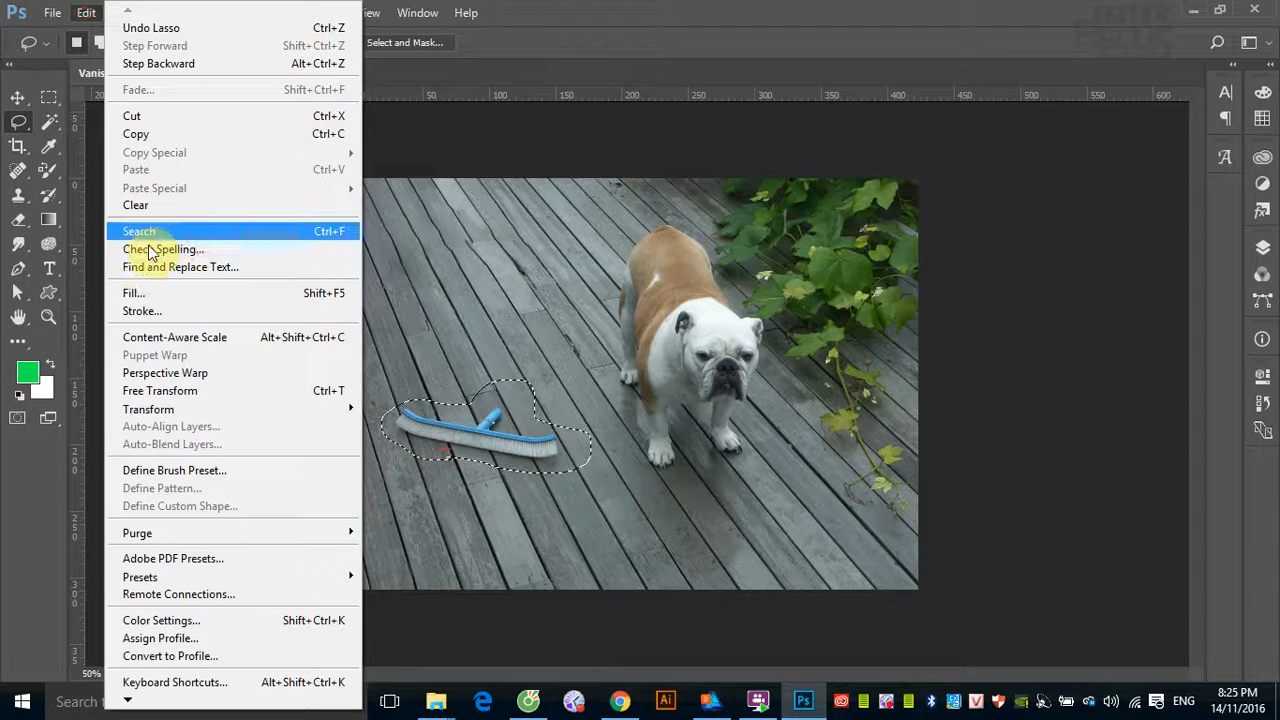 Ps File Edit iew Window Help
Select and Mask...
Vanis
20 50 100 150 200 250 300 350 400 450 500 550 600
Undo Lasso Ctrl+Z
Step Forward Shift+Ctrl+Z
Step Backward Alt+Ctrl+Z
Fade... Shift+Ctrl+F
Cut Ctrl+X
Copy Ctrl+C
Copy Special
Paste Ctrl+V
Paste Special
Clear
Search Ctrl+F
Check Spelling...
Find and Replace Text...
Fill... Shift+F5
Stroke...
Content-Aware Scale Alt+Shift+Ctrl+C
Puppet Warp
Perspective Warp
Free Transform Ctrl+T
Transform
Auto-Align Layers...
Auto-Blend Layers...
Define Brush Preset...
Define Pattern...
Define Custom Shape...
Purge
Adobe PDF Presets...
Presets
Remote Connections...
Color Settings... Shift+Ctrl+K
Assign Profile...
Convert to Profile...
Keyboard Shortcuts... Alt+Shift+Ctrl+K
50%
Search t
Ai
Ps
ENG
8:25 PM
14/11/2016